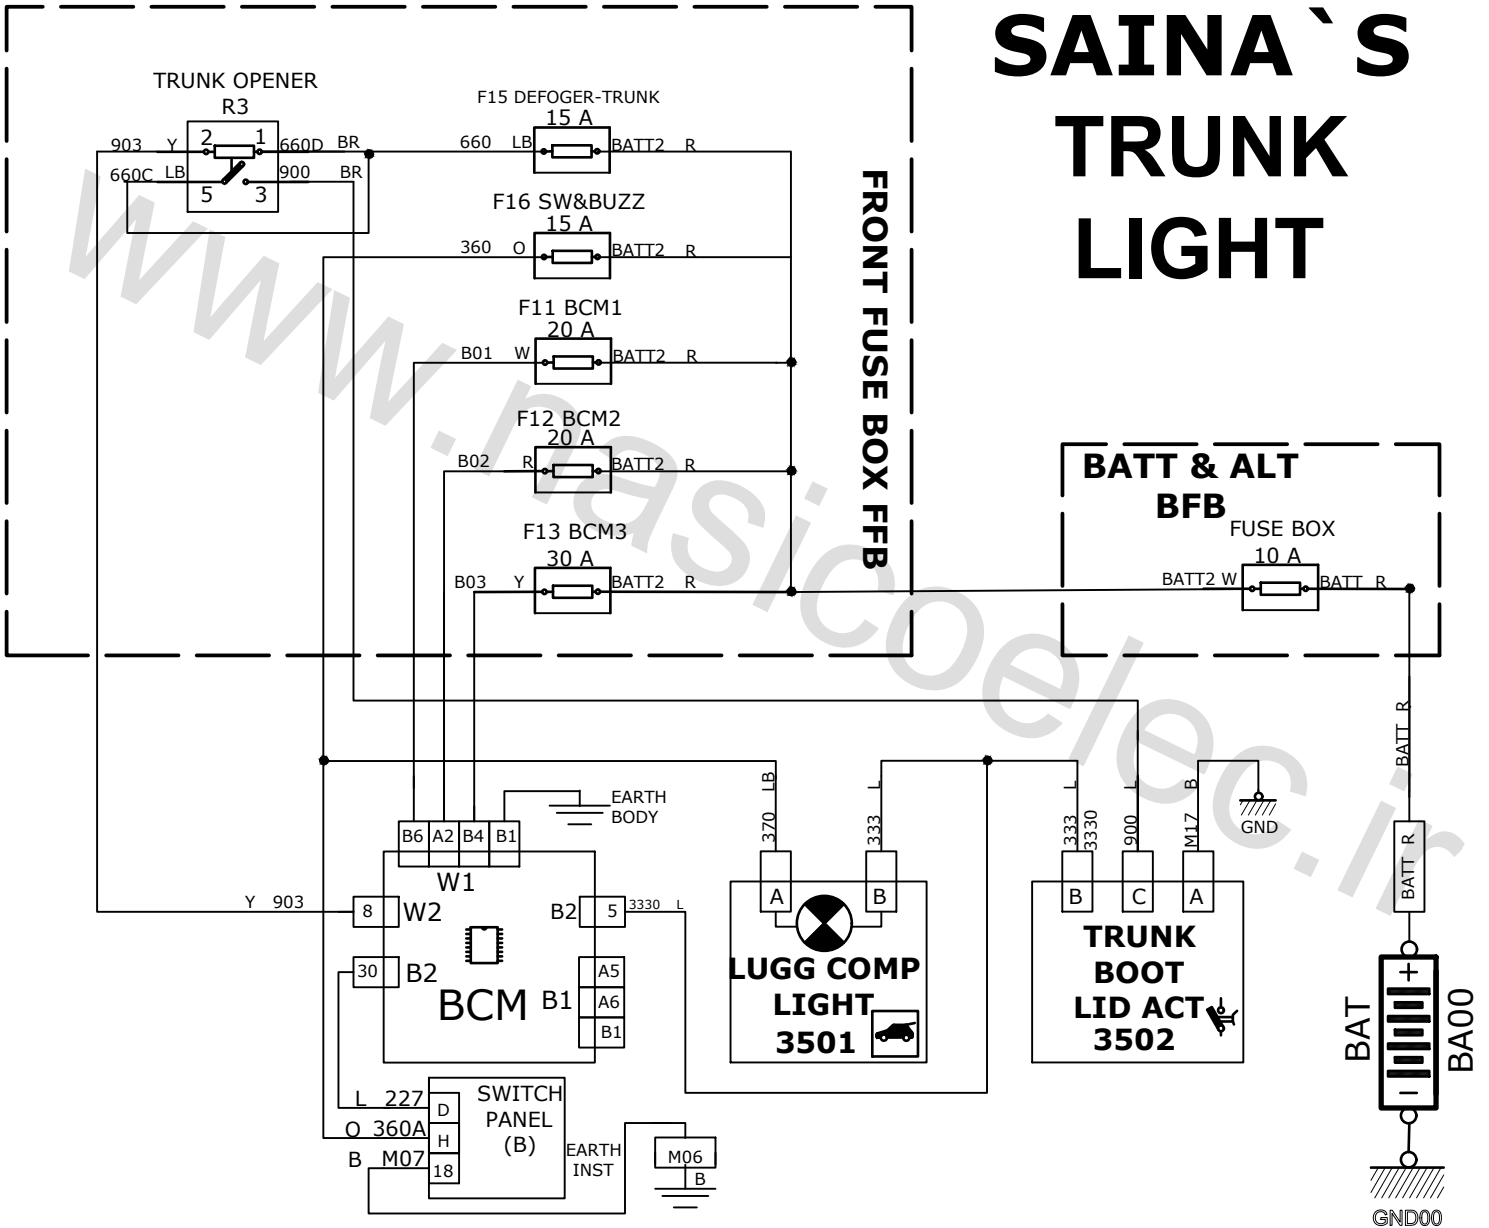 SAINA`S
TRUNK
LIGHT
TRUNK OPENER
R3
903 Y 2 1 660D BR
660C LB 5 3 900 BR
F15 DEFOGER-TRUNK
15 A
660 LB BATT2 R
F16 SW&BUZZ
15 A
360 O BATT2 R
F11 BCM1
20 A
B01 W BATT2 R
F12 BCM2
20 A
B02 R BATT2 R
F13 BCM3
30 A
B03 Y BATT2 R
FRONT FUSE BOX FFB
BATT & ALT
BFB
FUSE BOX
10 A
BATT2 W BATT R
BATT R
BATT R
BAT
+
−
BA00
GND00
EARTH
BODY
B6 A2 B4 B1
W1
Y 903 8 W2
B2 5 3330 L
30 B2
BCM
B1 A5
A6
B1
L 227 D
O 360A H
B M07 18
SWITCH
PANEL
(B)
EARTH
INST
M06
B
370 LB
333 L
A B
LUGG COMP
LIGHT
3501
333 L
3330
900 L
M17 B
GND
B C A
TRUNK
BOOT
LID ACT
3502
www.nasicoelec.ir